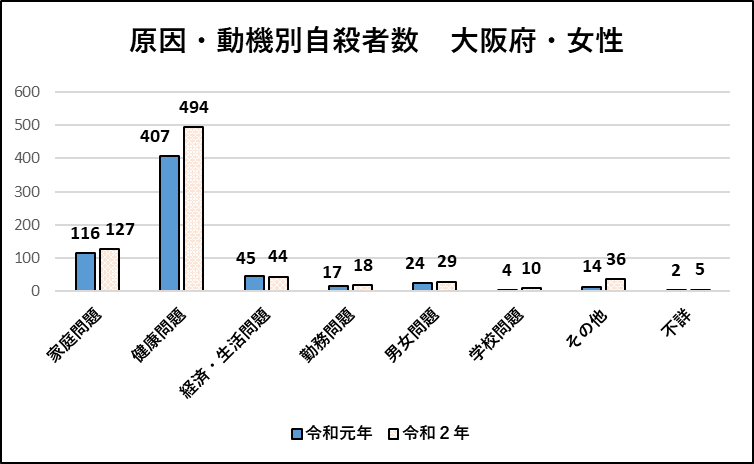 原因・動機別自殺者数　大阪府・女性
600
500
400
300
200
100
0
116 127
407 494
45 44
17 18
24 29
4 10
14 36
2 5
家庭問題
健康問題
経済・生活問題
勤務問題
男女問題
学校問題
その他
不詳
令和元年 令和２年